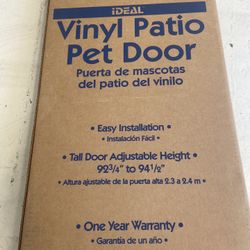 iDEAL
Vinyl Patio
Pet Door
Puerta de mascotas
del patio del vinilo
• Easy Installation •
• Instalación Fácil •
• Tall Door Adjustable Height •
92¾" to 94½"
• Altura ajustable de la puerta alta 2.3 a 2.4 m •
• One Year Warranty •
• Garantía de un año •